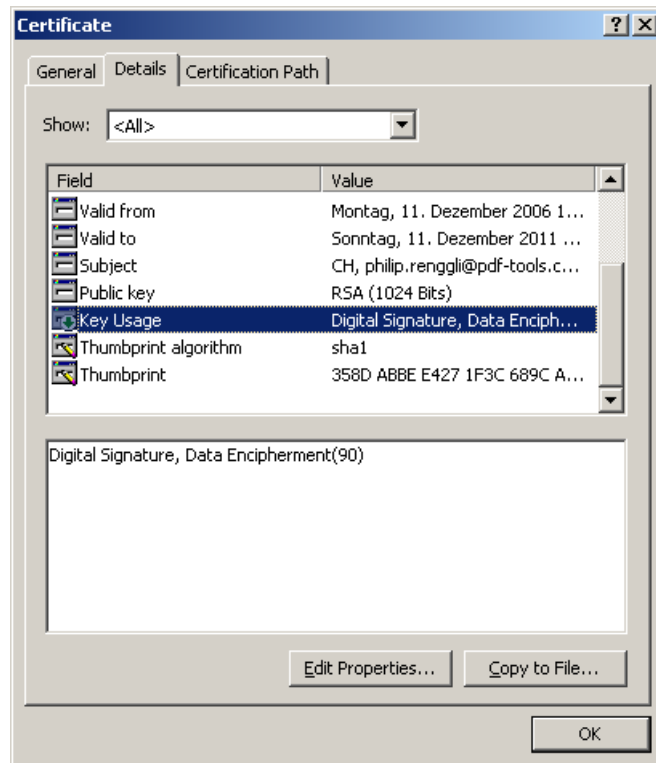 Certificate
General Details Certification Path
Show: <All>
Field Value
Valid from Montag, 11. Dezember 2006 1...
Valid to Sonntag, 11. Dezember 2011 ...
Subject CH, philip.renggli@pdf-tools.c...
Public key RSA (1024 Bits)
Key Usage Digital Signature, Data Enciph...
Thumbprint algorithm sha1
Thumbprint 358D ABBE E427 1F3C 689C A...
Digital Signature, Data Encipherment(90)
Edit Properties... Copy to File...
OK